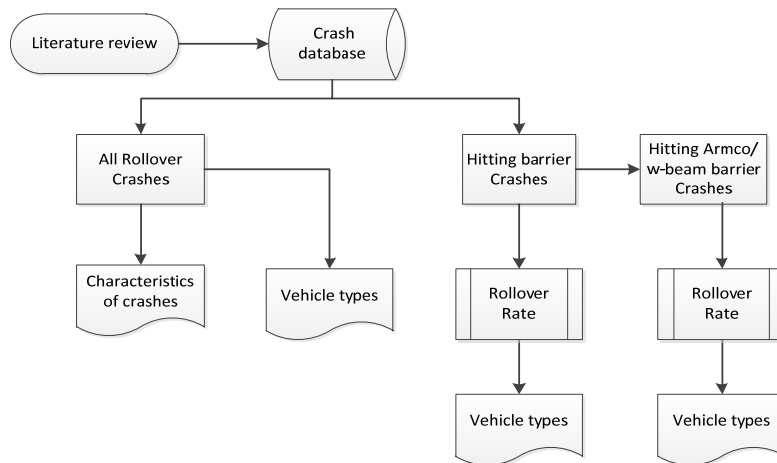 Literature review
Crash
database
All Rollover
Crashes
Hitting barrier
Crashes
Hitting Armco/
w-beam barrier
Crashes
Characteristics
of crashes
Vehicle types
Rollover
Rate
Rollover
Rate
Vehicle types
Vehicle types